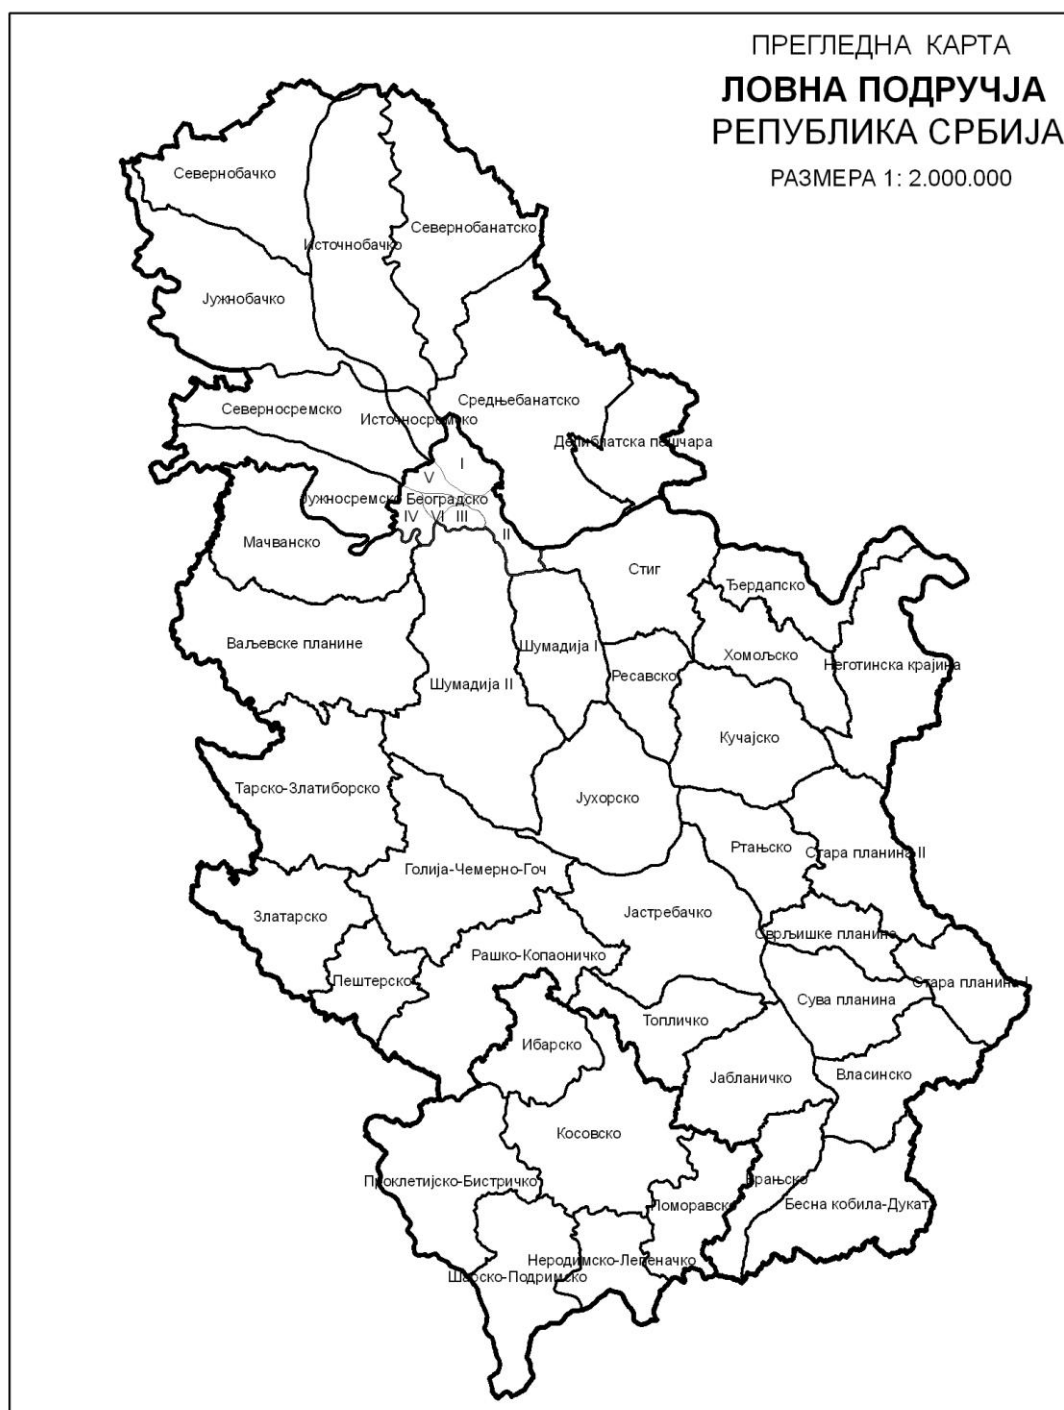 ПРЕГЛЕДНА КАРТА
ЛОВНА ПОДРУЧЈА
РЕПУБЛИКА СРБИЈА
РАЗМЕРА 1: 2.000.000
Севернобачко
Севернобанатско
Источнобачко
Јужнобачко
Средњебанатско
Северносремско
Источносремско
Делиблатска пешчара
I
V
Јужносремско
Београдско
IV
VI
III
II
Мачванско
Стиг
Ђердапско
Ваљевске планине
Шумадија I
Хомољско
Неготинска крајина
Ресавско
Шумадија II
Кучајско
Тарско-Златиборско
Јухорско
Ртањско
Стара планина II
Голија-Чемерно-Гоч
Златарско
Јастребачко
Сврљишке планине
Рашко-Копаоничко
Пештерско
Стара планина I
Сува планина
Топличко
Ибарско
Јабланичко
Власинско
Косовско
Проклетијско-Бистричко
Врањско
Поморавско
Бесна кобила-Дукат
Неродимско-Лепеначко
Шарско-Подримско